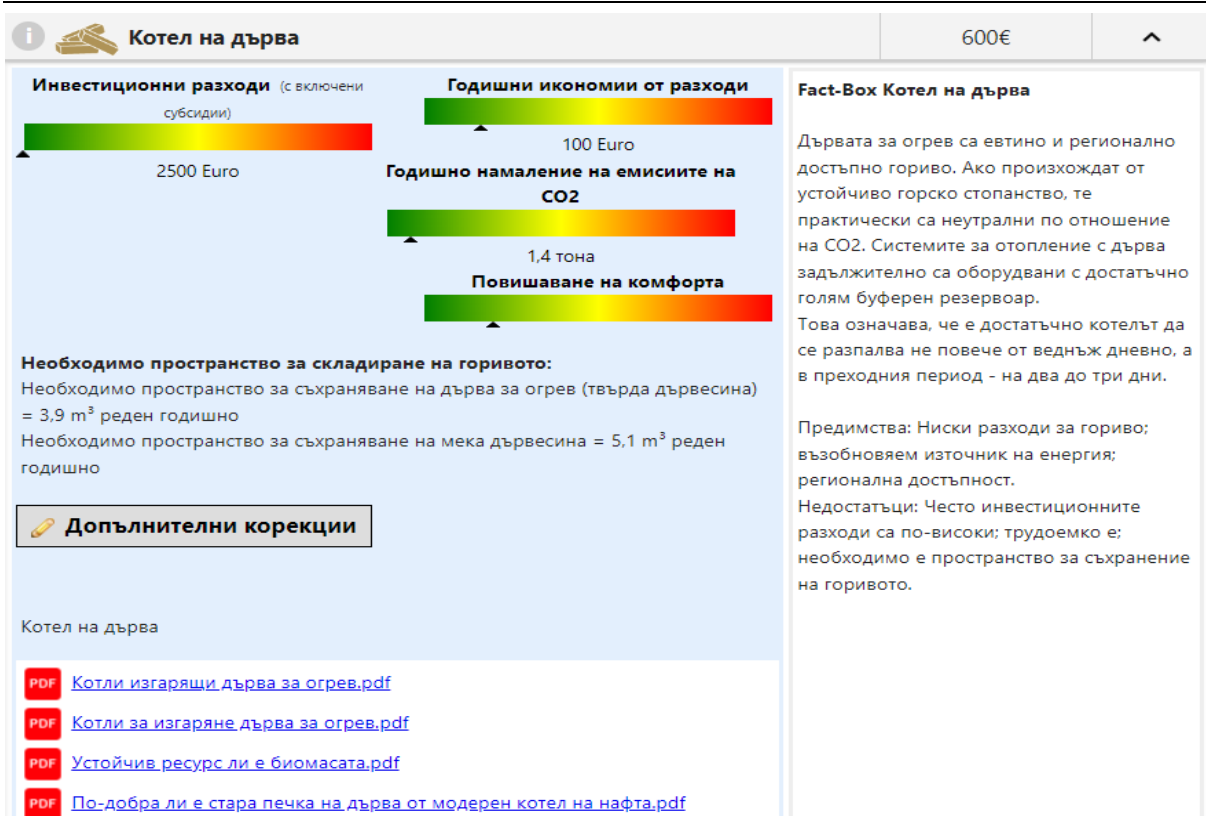 i
Котел на дърва
600€
Инвестиционни разходи (с включени
субсидии)
2500 Euro
Годишни икономии от разходи
100 Euro
Годишно намаление на емисиите на
CO2
1,4 тона
Повишаване на комфорта
Необходимо пространство за складиране на горивото:
Необходимо пространство за съхраняване на дърва за огрев (твърда дървесина)
= 3,9 m³ реден годишно
Необходимо пространство за съхраняване на мека дървесина = 5,1 m³ реден
годишно
Допълнителни корекции
Котел на дърва
PDF Котли изгарящи дърва за огрев.pdf
PDF Котли за изгаряне дърва за огрев.pdf
PDF Устойчив ресурс ли е биомасата.pdf
PDF По-добра ли е стара печка на дърва от модерен котел на нафта.pdf
Fact-Box Котел на дърва
Дървата за огрев са евтино и регионално
достъпно гориво. Ако произхождат от
устойчиво горско стопанство, те
практически са неутрални по отношение
на CO2. Системите за отопление с дърва
задължително са оборудвани с достатъчно
голям буферен резервоар.
Това означава, че е достатъчно котелът да
се разпалва не повече от веднъж дневно, а
в преходния период - на два до три дни.
Предимства: Ниски разходи за гориво;
възобновяем източник на енергия;
регионална достъпност.
Недостатъци: Често инвестиционните
разходи са по-високи; трудоемко е;
необходимо е пространство за съхранение
на горивото.